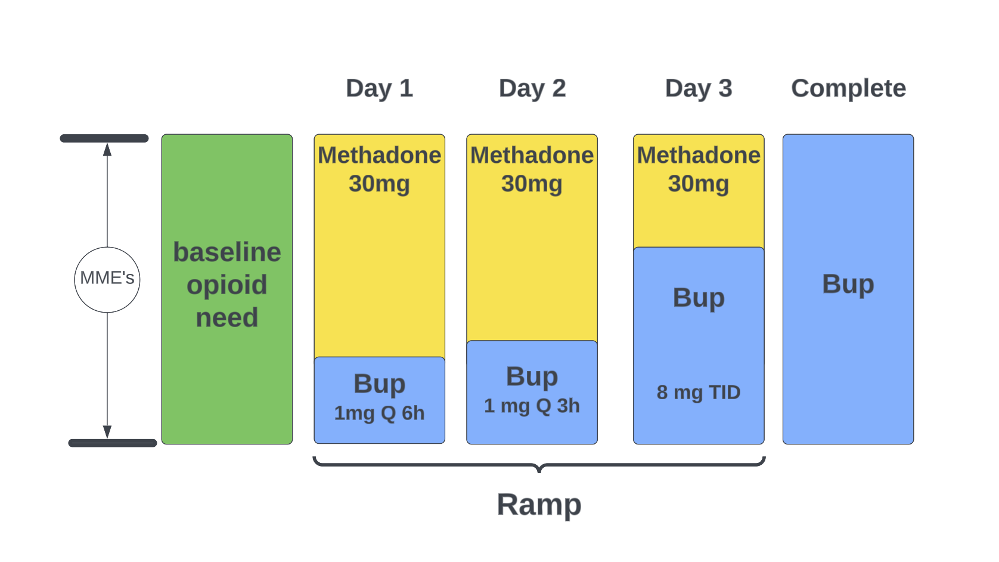 Day 1
Day 2
Day 3
Complete
MME's
baseline
opioid
need
Methadone
30mg
Bup
1mg Q 6h
Methadone
30mg
Bup
1 mg Q 3h
Methadone
30mg
Bup
8 mg TID
Bup
Ramp